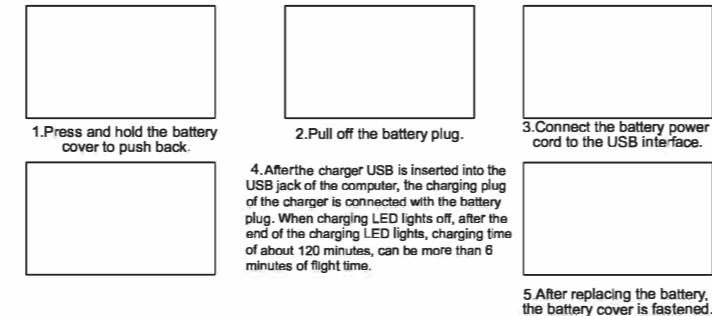 1.Press and hold the battery
cover to push back.
2.Pull off the battery plug.
3.Connect the battery power
cord to the USB interface.
4.Afterthe charger USB is inserted into the
USB jack of the computer, the charging plug
of the charger is connected with the battery
plug. When charging LED lights off, after the
end of the charging LED lights, charging time
of about 120 minutes, can be more than 6
minutes of flight time.
5.After replacing the battery,
the battery cover is fastened.